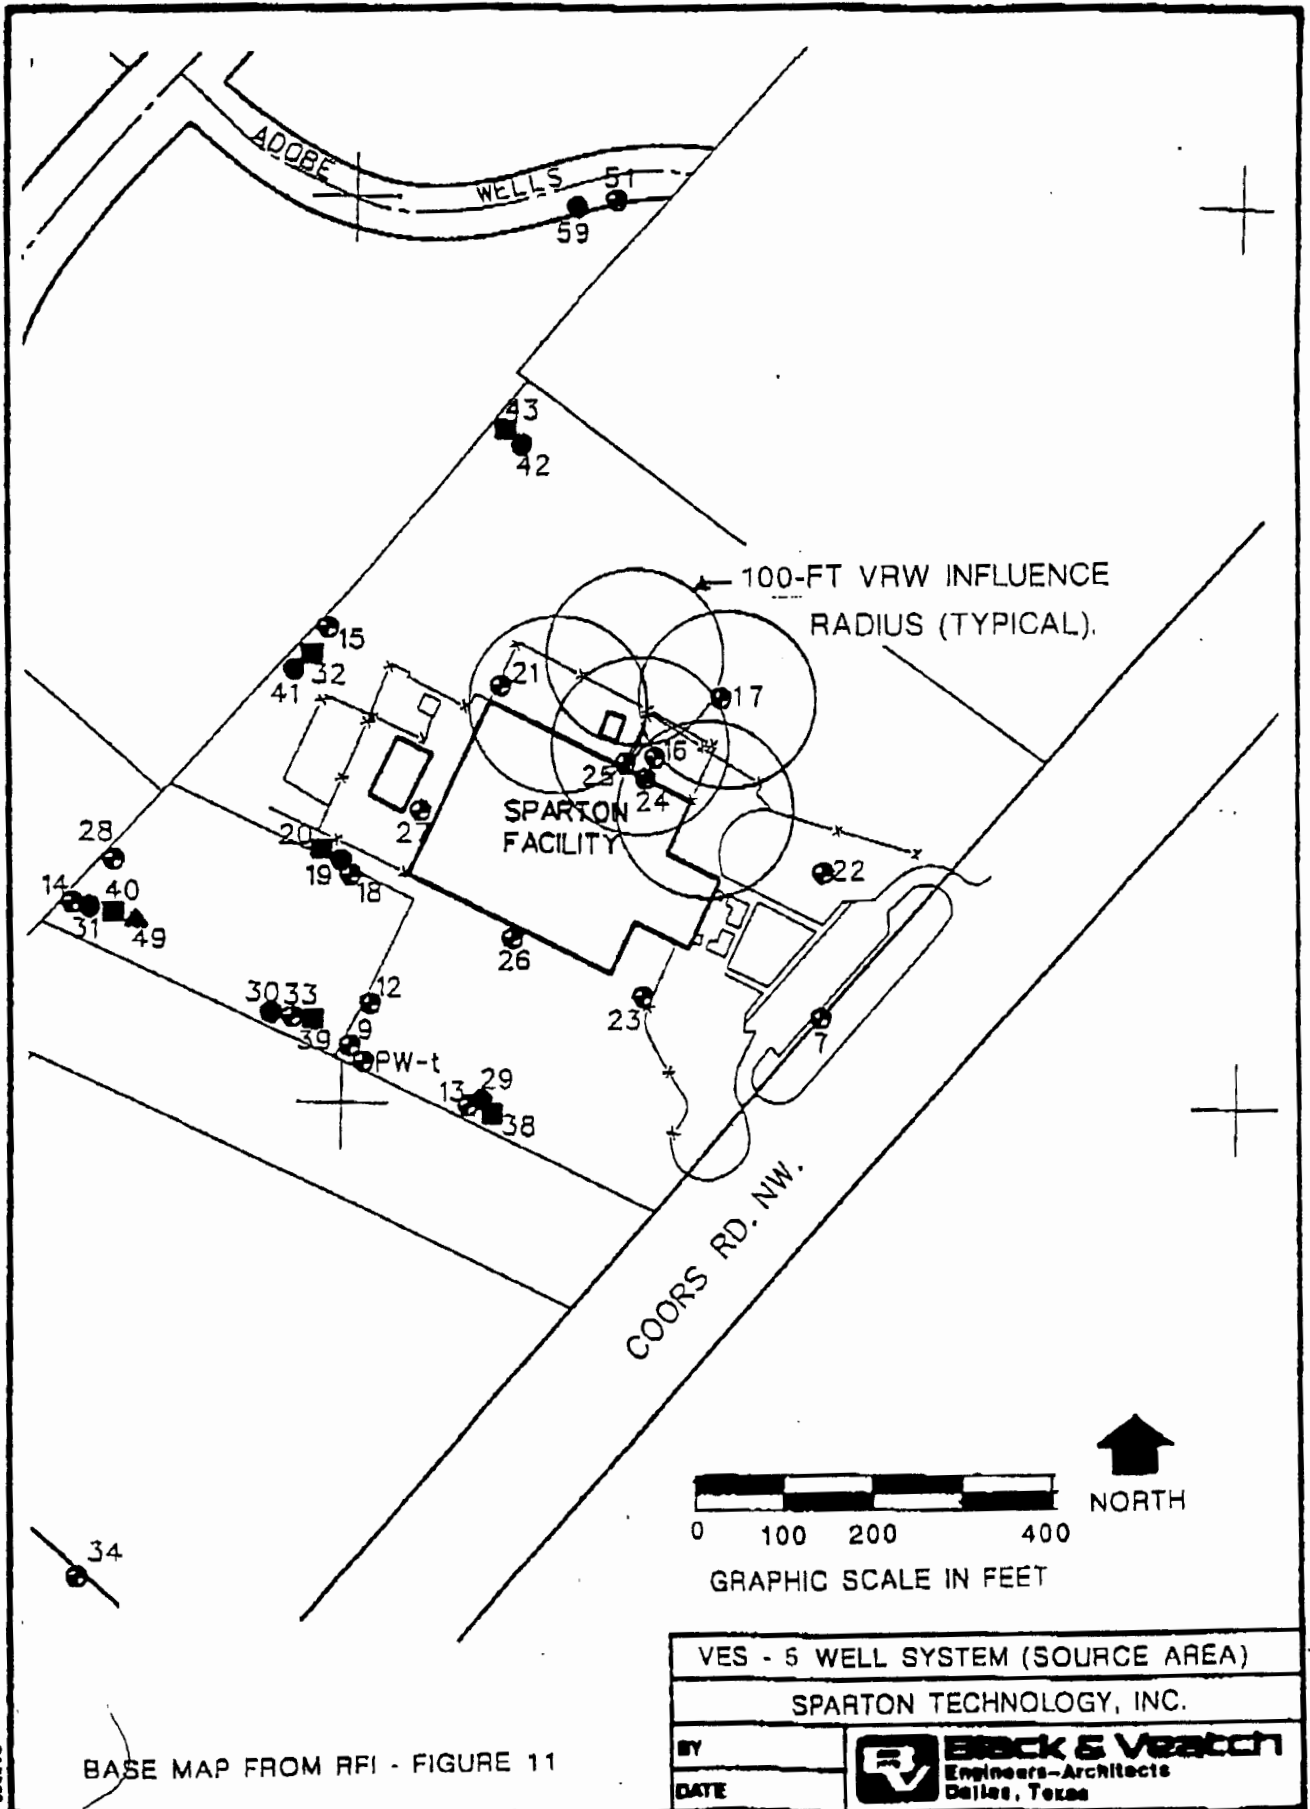 ADOBE
WELLS
51
59
43
42
100-FT VRW INFLUENCE
RADIUS (TYPICAL).
15
32
41
21
17
16
25
24
SPARTON
FACILITY
27
20
19
18
22
28
14
40
31
49
26
12
30
33
39
9
PW-t
23
7
13
29
38
COORS RD. NW.
NORTH
0 100 200 400
GRAPHIC SCALE IN FEET
34
VES - 5 WELL SYSTEM (SOURCE AREA)
SPARTON TECHNOLOGY, INC.
BY
DATE
BV
Black & Veatch
Engineers-Architects
Dallas, Texas
BASE MAP FROM RFI - FIGURE 11